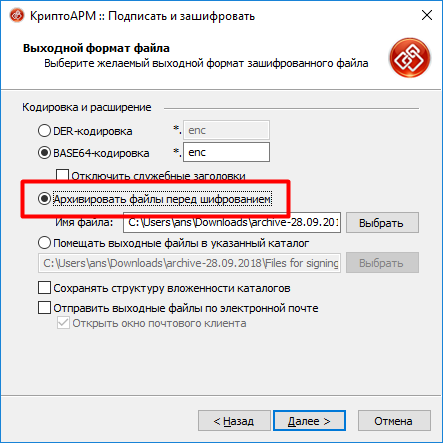 КриптоАРМ :: Подписать и зашифровать
Выходной формат файла
Выберите желаемый выходной формат зашифрованного файла
Кодировка и расширение
DER-кодировка *. enc
BASE64-кодировка *. enc
Отключить служебные заголовки
Архивировать файлы перед шифрованием
Имя файла: C:\Users\ans\Downloads\archive-28.09.20 Выбрать
Помещать выходные файлы в указанный каталог
C:\Users\ans\Downloads\archive-28.09.2018\Files for signing Выбрать
Сохранять структуру вложенности каталогов
Отправить выходные файлы по электронной почте
Открыть окно почтового клиента
< Назад Далее > Отмена